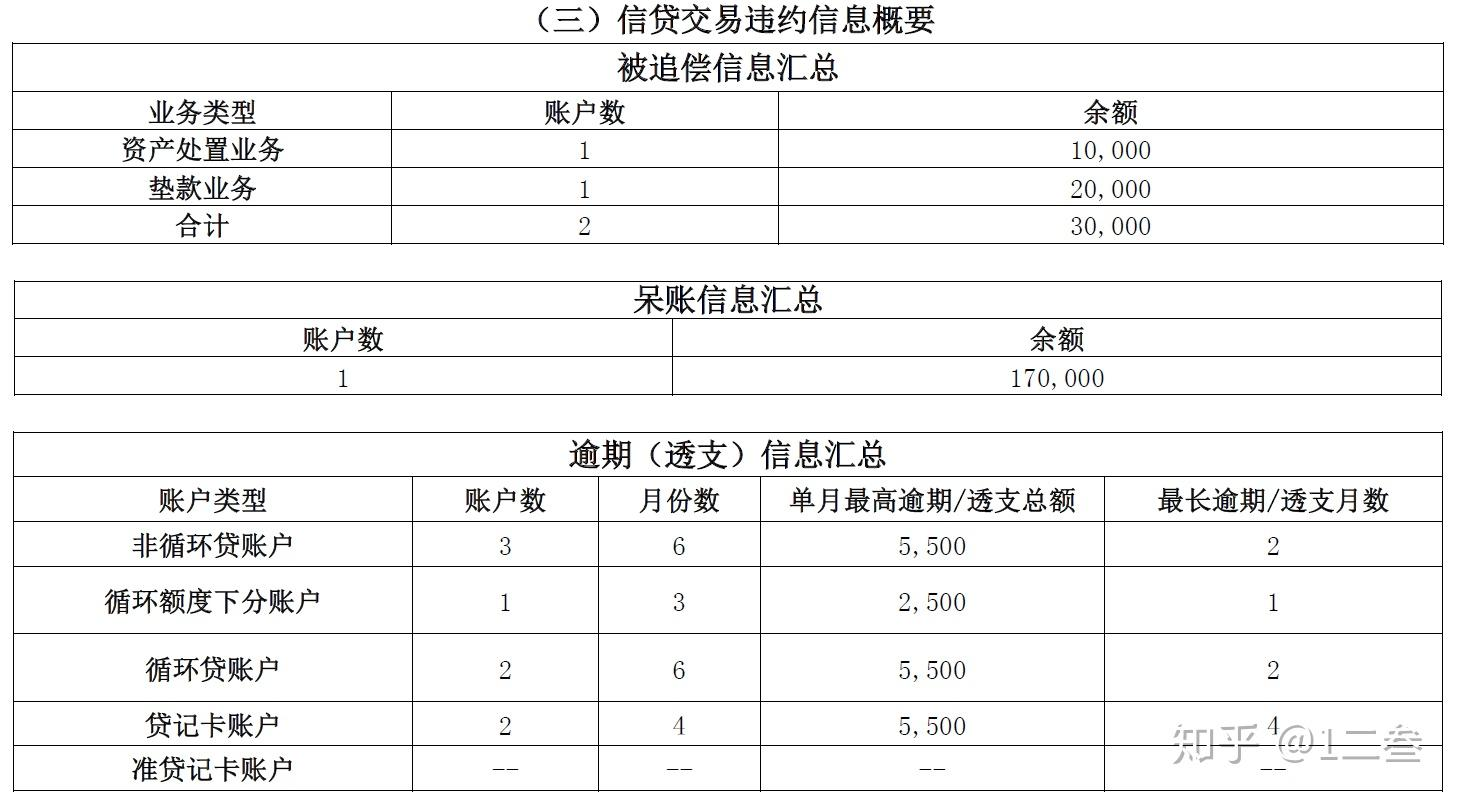 （三）信贷交易违约信息概要
被追偿信息汇总
业务类型 账户数 余额
资产处置业务 1 10,000
垫款业务 1 20,000
合计 2 30,000
呆账信息汇总
账户数 余额
1 170,000
逾期（透支）信息汇总
账户类型 账户数 月份数 单月最高逾期/透支总额 最长逾期/透支月数
非循环贷账户 3 6 5,500 2
循环额度下分账户 1 3 2,500 1
循环贷账户 2 6 5,500 2
贷记卡账户 2 4 5,500 4
准贷记卡账户 -- -- -- --
知乎 @1二叁